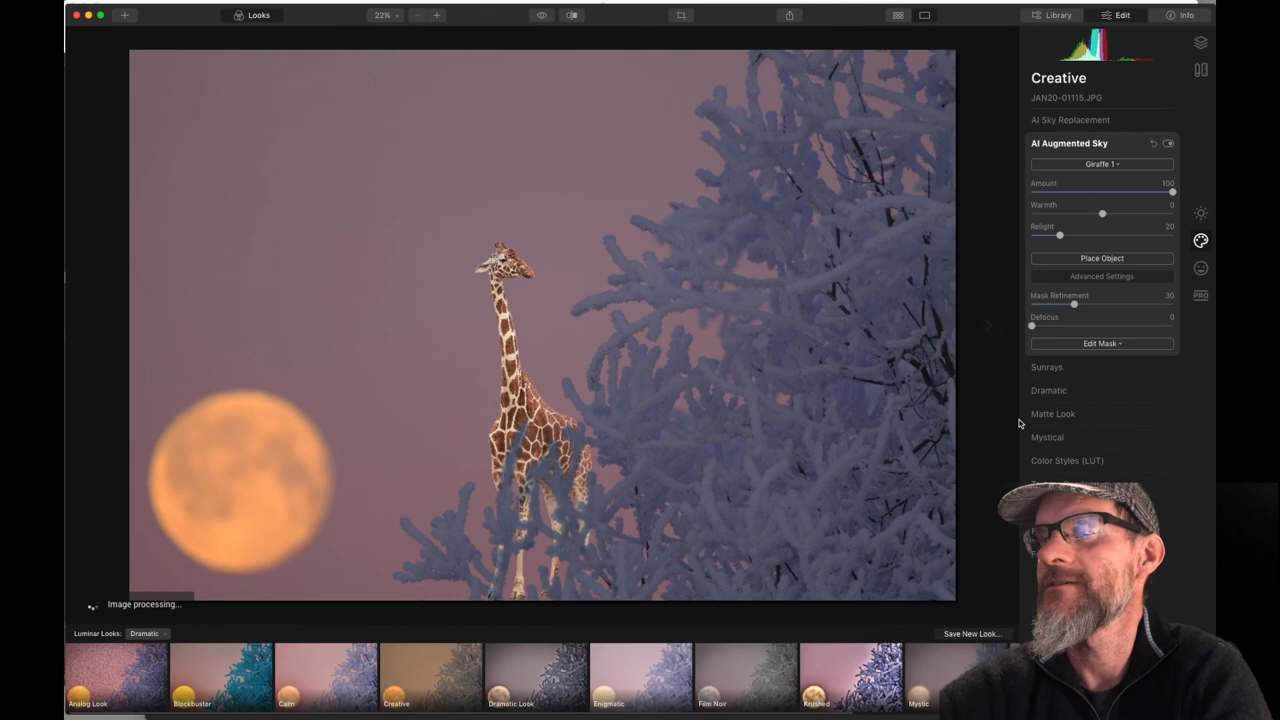 Looks
22%
Library
Edit
Info
Creative
JAN20-01115.JPG
AI Sky Replacement
AI Augmented Sky
Giraffe 1
Amount 100
Warmth 0
Relight 20
Place Object
Advanced Settings
Mask Refinement 30
Defocus 0
Edit Mask
Sunrays
Dramatic
Matte Look
Mystical
Color Styles (LUT)
PRO
Image processing...
Luminar Looks: Dramatic
Save New Look...
Analog Look
Blockbuster
Calm
Creative
Dramatic Look
Enigmatic
Film Noir
Krushed
Mystic